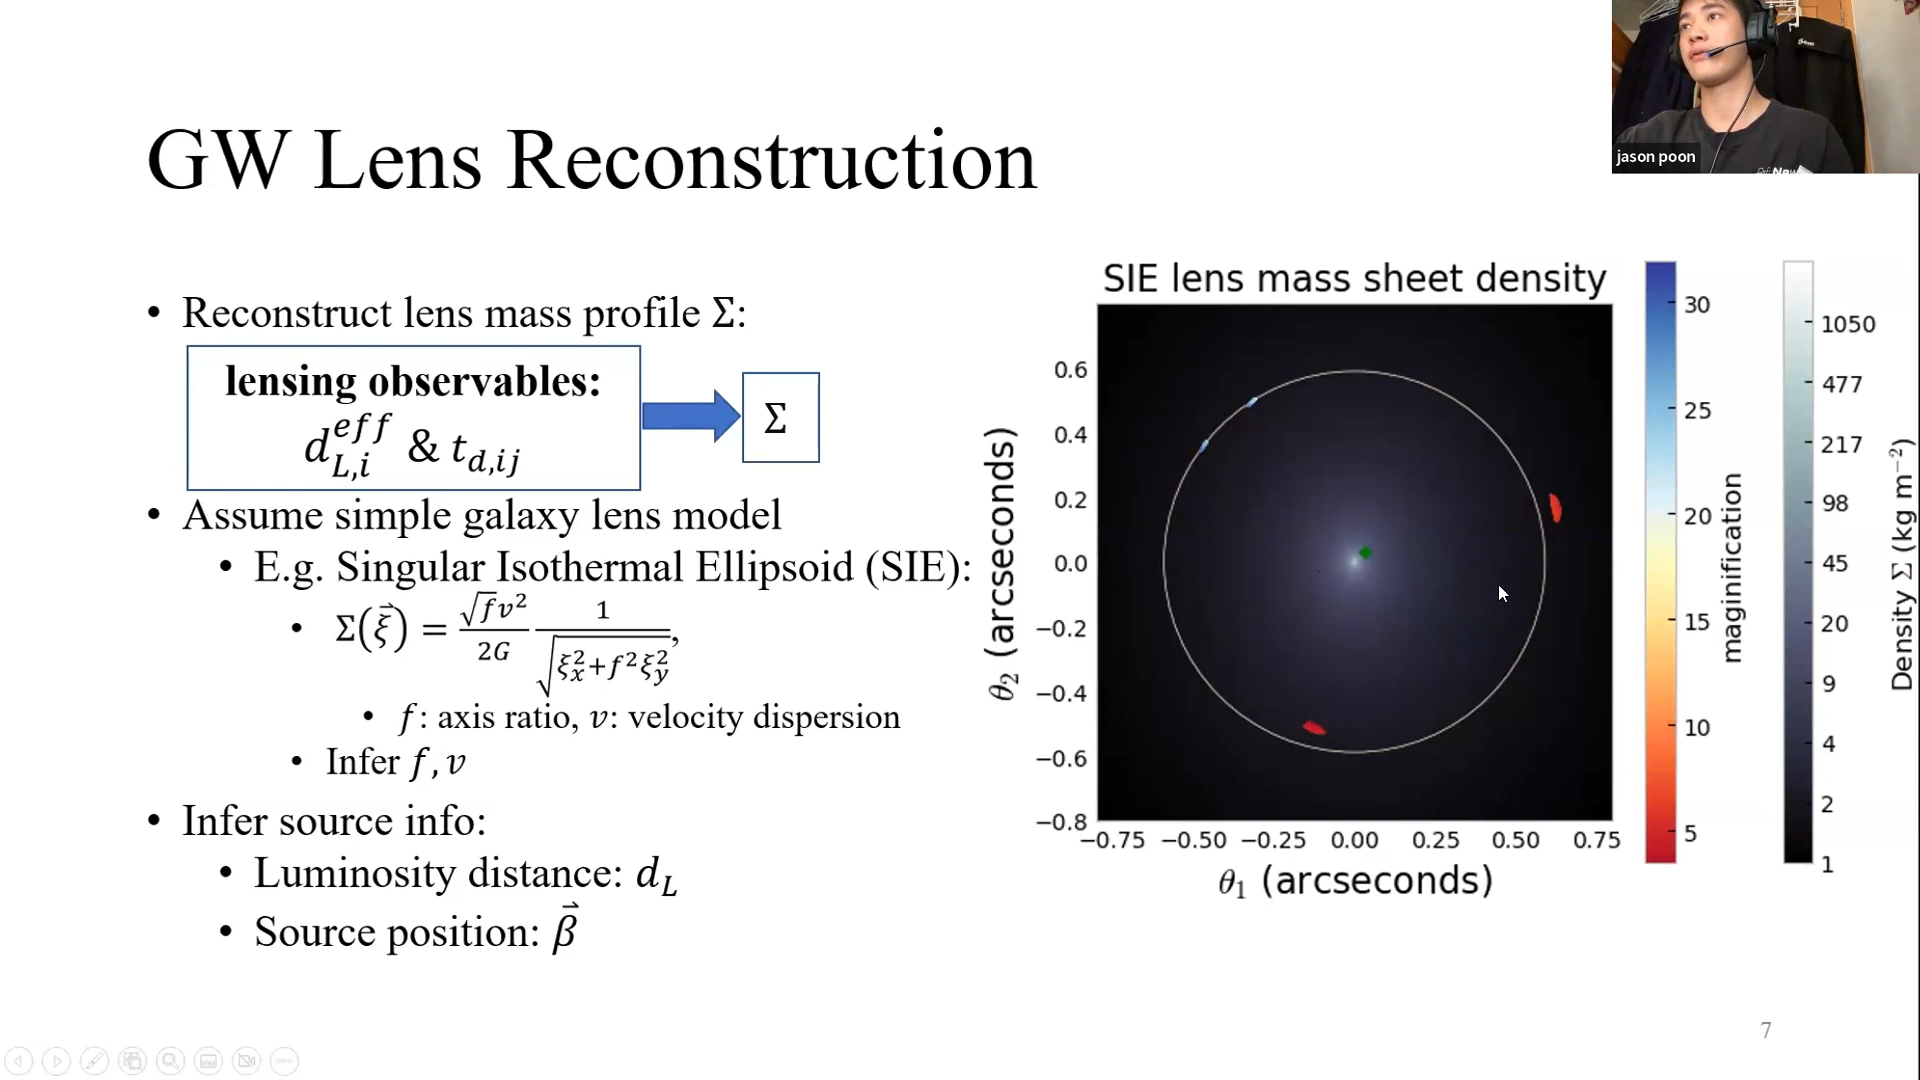 jason poon
GW Lens Reconstruction
• Reconstruct lens mass profile Σ:
lensing observables:
d_{L,i}^{eff} & t_{d,ij}
Σ
• Assume simple galaxy lens model
• E.g. Singular Isothermal Ellipsoid (SIE):
• Σ(ξ⃗) = \frac{√f v²}{2G} \frac{1}{√(ξ_x²+f²ξ_y²)},
• f: axis ratio, v: velocity dispersion
• Infer f, v
• Infer source info:
• Luminosity distance: d_L
• Source position: β⃗
SIE lens mass sheet density
0.6
0.4
0.2
0.0
−0.2
−0.4
−0.6
−0.8
θ₂ (arcseconds)
−0.75 −0.50 −0.25 0.00 0.25 0.50 0.75
θ₁ (arcseconds)
30
25
20
15
10
5
maginification
1050
477
217
98
45
20
9
4
2
1
Density Σ (kg m⁻²)
7